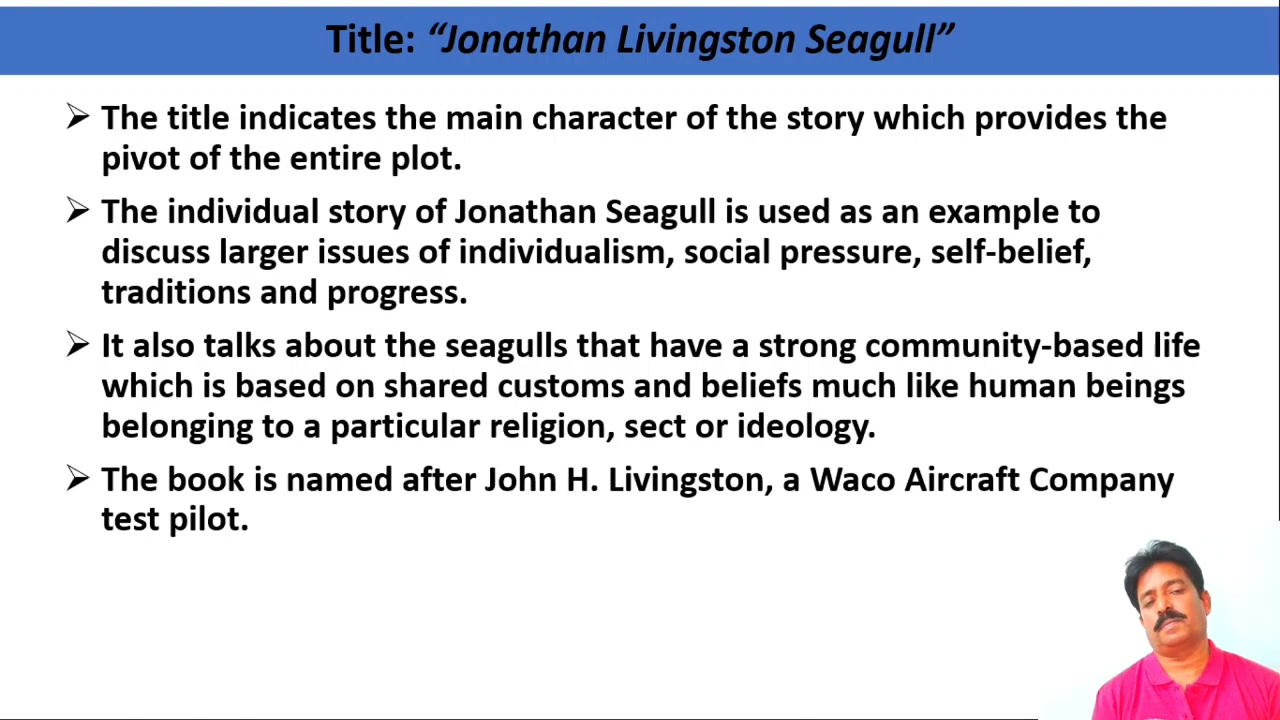 Title: “Jonathan Livingston Seagull”
➢ The title indicates the main character of the story which provides the
pivot of the entire plot.
➢ The individual story of Jonathan Seagull is used as an example to
discuss larger issues of individualism, social pressure, self-belief,
traditions and progress.
➢ It also talks about the seagulls that have a strong community-based life
which is based on shared customs and beliefs much like human beings
belonging to a particular religion, sect or ideology.
➢ The book is named after John H. Livingston, a Waco Aircraft Company
test pilot.